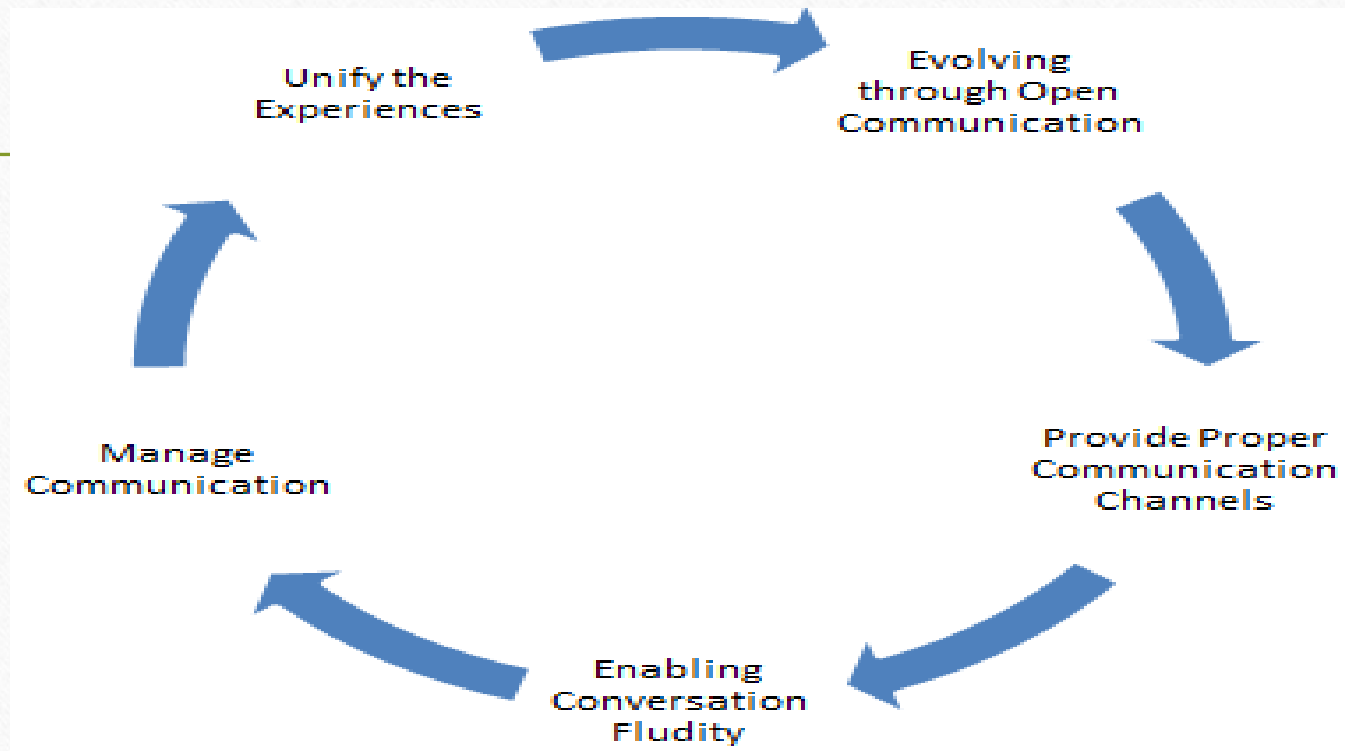 Unify the
Experiences
Evolving
through Open
Communication
Provide Proper
Communication
Channels
Enabling
Conversation
Fludity
Manage
Communication